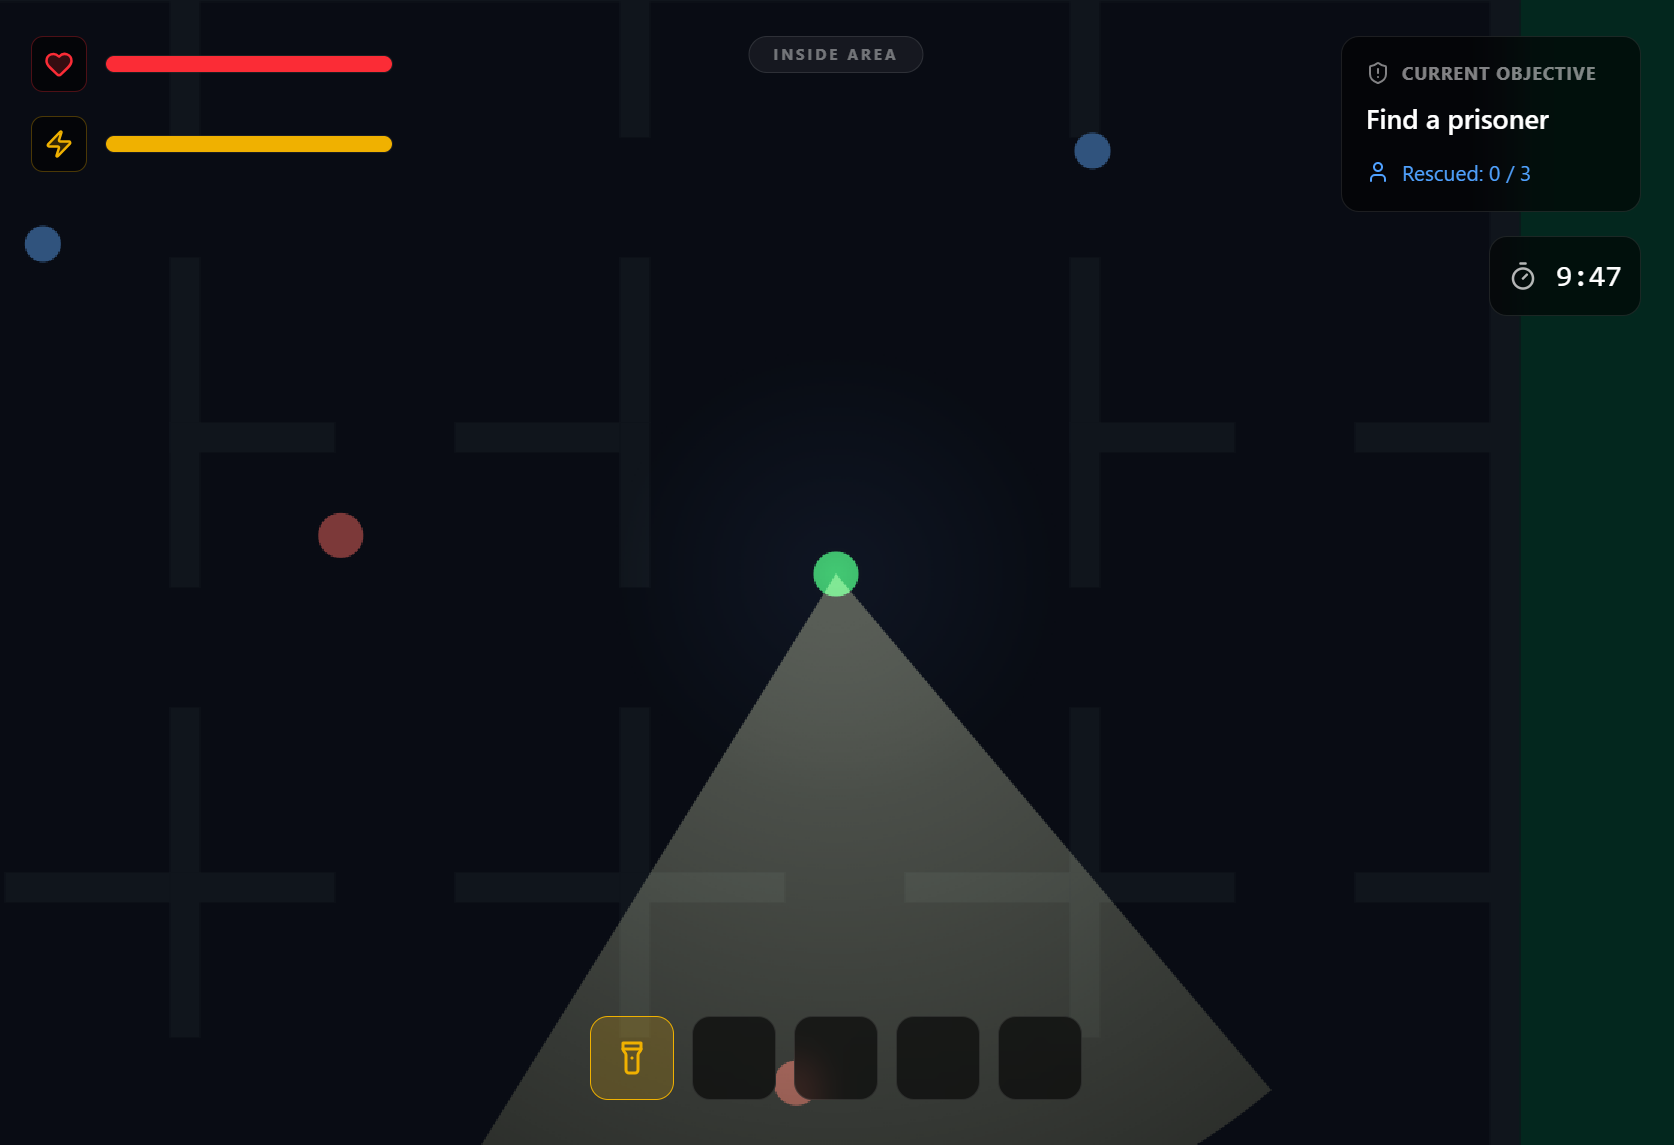 INSIDE AREA
CURRENT OBJECTIVE
Find a prisoner
Rescued: 0 / 3
9:47